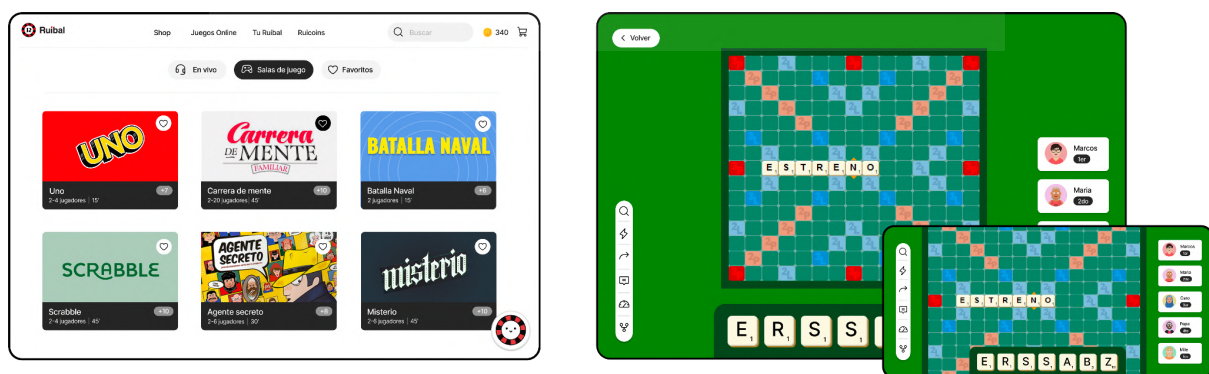 Ruibal
Shop Juegos Online Tu Ruibal Ruicoins
Buscar
340
En vivo Salas de juego Favoritos
UNO
Uno +7
2-4 jugadores | 15'
Carrera
DE MENTE
FAMILIAR
Carrera de mente +10
2-20 jugadores | 45'
BATALLA NAVAL
Batalla Naval +6
2 jugadores | 15'
SCRABBLE
Scrabble +10
2-4 jugadores | 45'
AGENTE
SECRETO
Agente secreto +8
2-6 jugadores | 30'
misterio
Misterio +10
2-6 jugadores | 45'
Volver
ESTRENO
Marcos
1er
Maria
2do
E R S S
ESTRENO
Marcos
1er
Maria
Caro
Pepe
E R S S A B Z